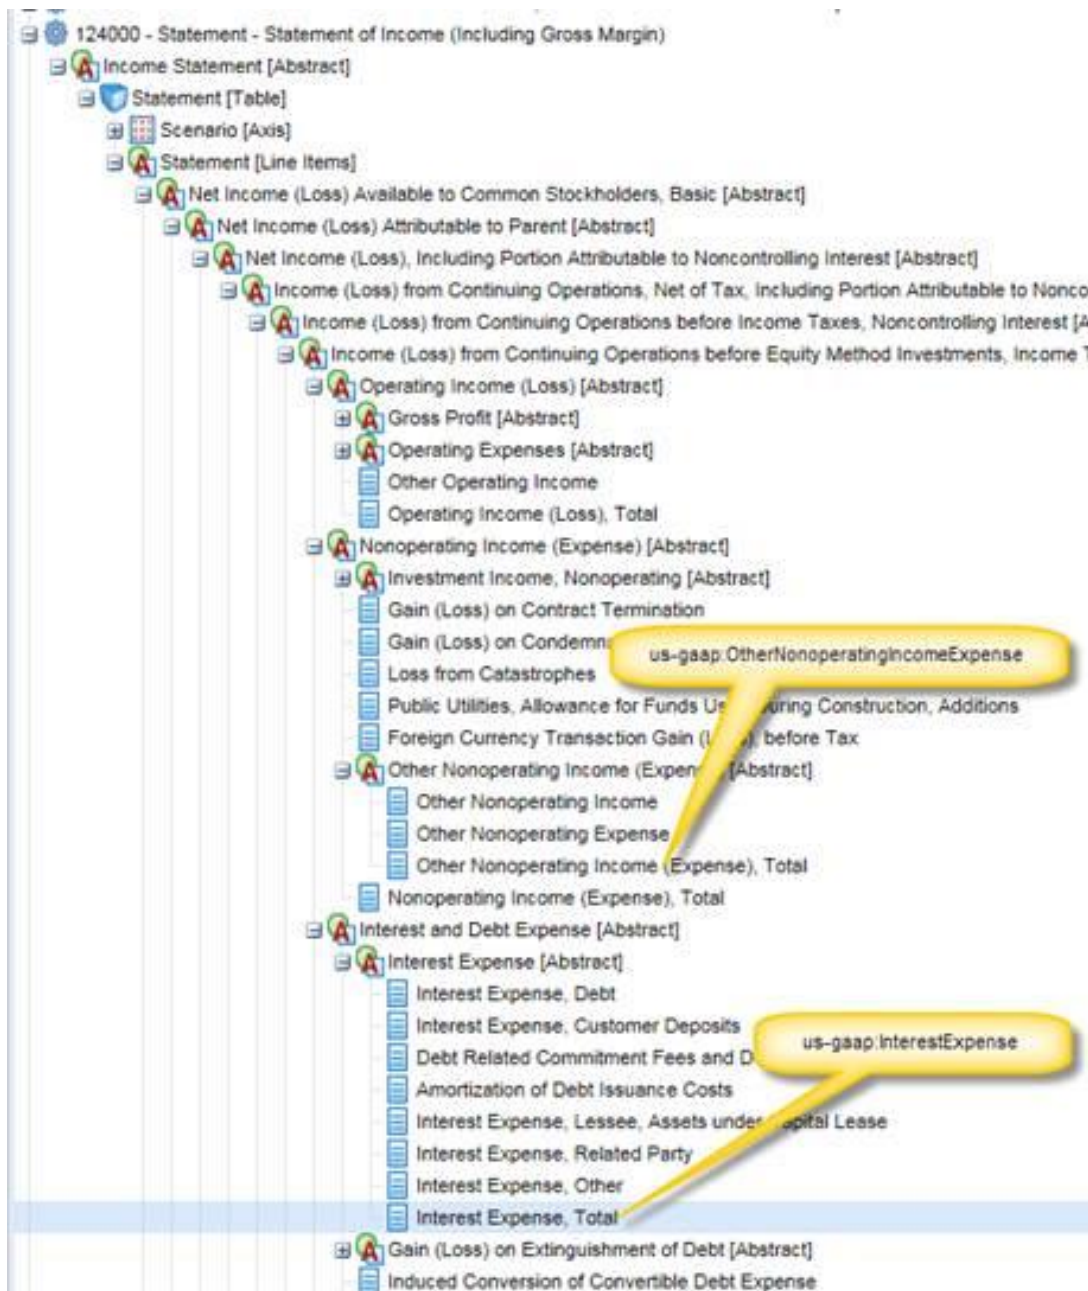 124000 - Statement - Statement of Income (Including Gross Margin)
Income Statement [Abstract]
Statement [Table]
Scenario [Axis]
Statement [Line Items]
Net Income (Loss) Available to Common Stockholders, Basic [Abstract]
Net Income (Loss) Attributable to Parent [Abstract]
Net Income (Loss), Including Portion Attributable to Noncontrolling Interest [Abstract]
Income (Loss) from Continuing Operations, Net of Tax, Including Portion Attributable to Nonco
Income (Loss) from Continuing Operations before Income Taxes, Noncontrolling Interest [A
Income (Loss) from Continuing Operations before Equity Method Investments, Income T
Operating Income (Loss) [Abstract]
Gross Profit [Abstract]
Operating Expenses [Abstract]
Other Operating Income
Operating Income (Loss), Total
Nonoperating Income (Expense) [Abstract]
Investment Income, Nonoperating [Abstract]
Gain (Loss) on Contract Termination
Gain (Loss) on Condemn
us-gaap:OtherNonoperatingIncomeExpense
Loss from Catastrophes
Public Utilities, Allowance for Funds Us uring Construction, Additions
Foreign Currency Transaction Gain (L , before Tax
Other Nonoperating Income (Expen [Abstract]
Other Nonoperating Income
Other Nonoperating Expense
Other Nonoperating Income (Expense), Total
Nonoperating Income (Expense), Total
Interest and Debt Expense [Abstract]
Interest Expense [Abstract]
Interest Expense, Debt
Interest Expense, Customer Deposits
us-gaap:InterestExpense
Debt Related Commitment Fees and D
Amortization of Debt Issuance Costs
Interest Expense, Lessee, Assets under Capital Lease
Interest Expense, Related Party
Interest Expense, Other
Interest Expense, Total
Gain (Loss) on Extinguishment of Debt [Abstract]
Induced Conversion of Convertible Debt Expense